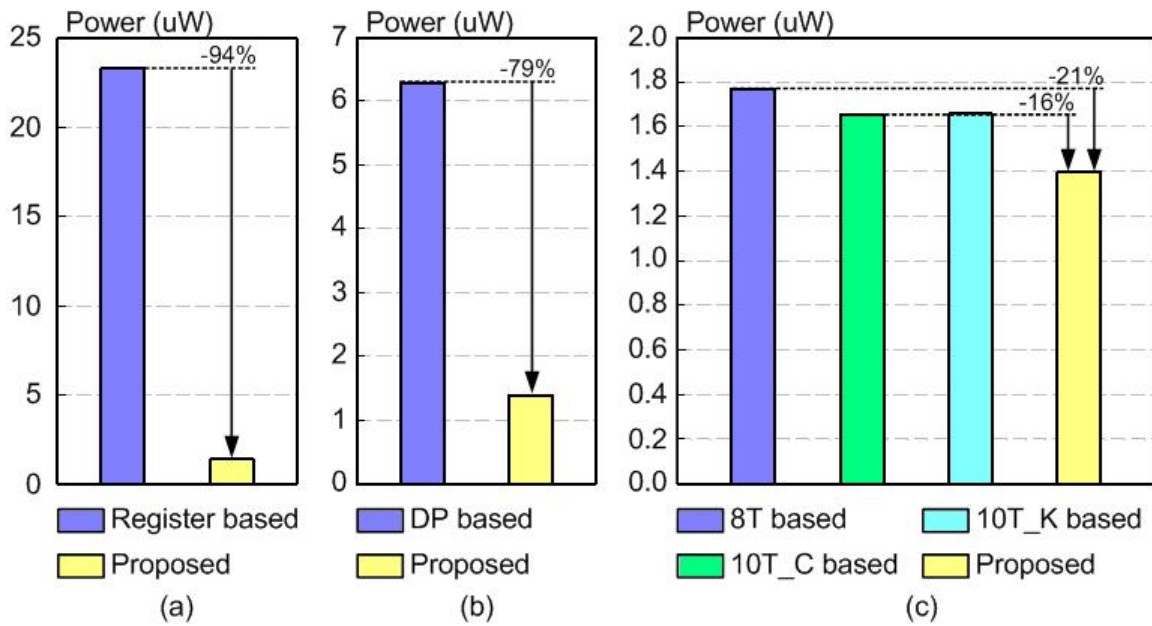 Power (uW)
25
20
15
10
5
0
-94%
Register based
Proposed
(a)
Power (uW)
7
6
5
4
3
2
1
0
-79%
DP based
Proposed
(b)
Power (uW)
2.0
1.8
1.6
1.4
1.2
1.0
0.8
0.6
0.4
0.2
0.0
-21%
-16%
8T based
10T_K based
10T_C based
Proposed
(c)